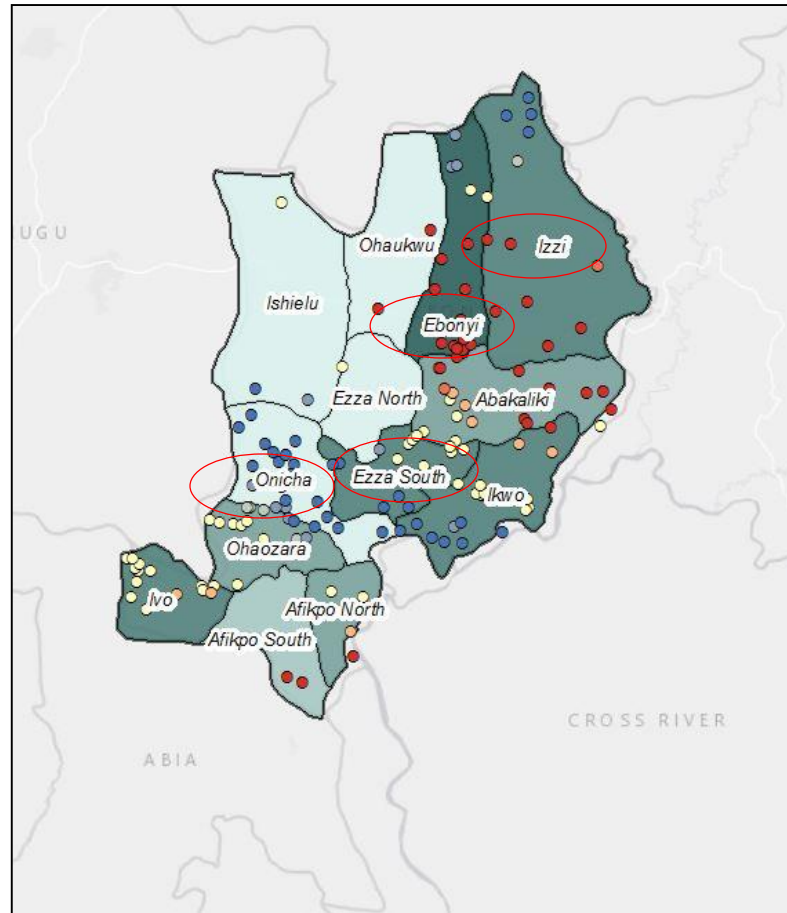 UGU
Ohaukwu
Izzi
Ishielu
Ebonyi
Ezza North
Abakaliki
Onicha
Ezza South
Ikwo
Ohaozara
Ivo
Afikpo North
Afikpo South
CROSS RIVER
ABIA